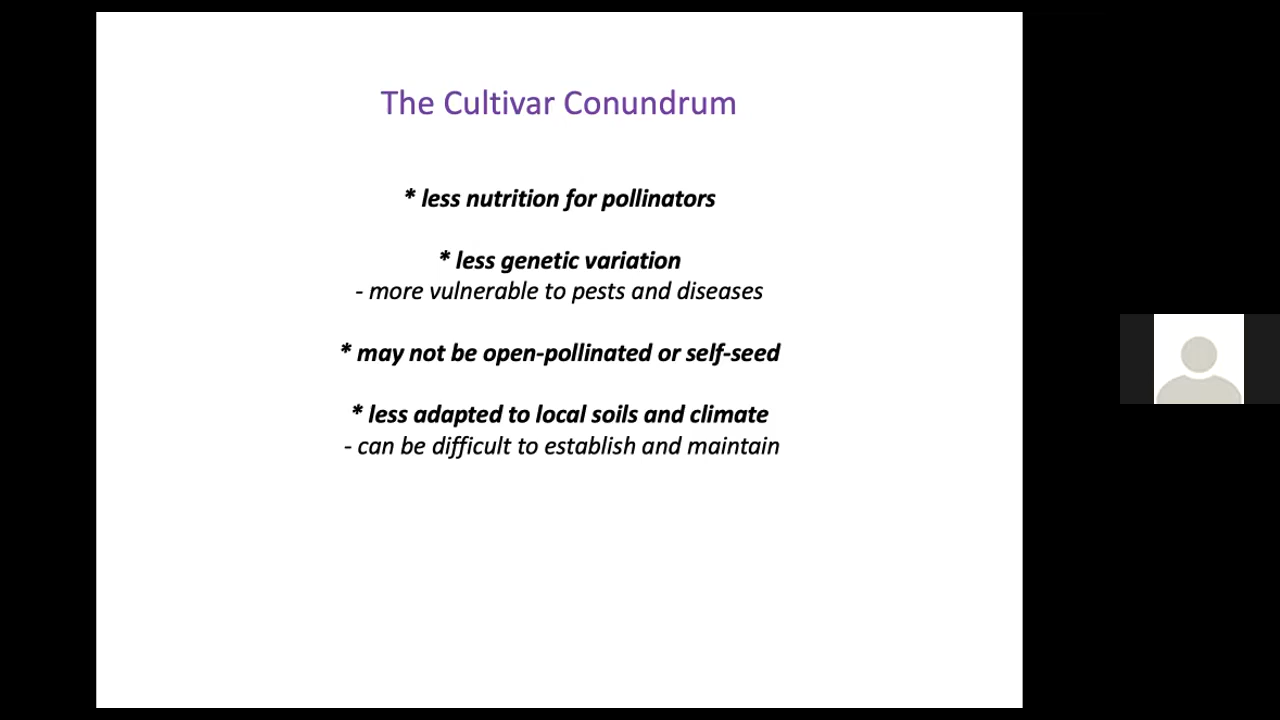 The Cultivar Conundrum
* less nutrition for pollinators
* less genetic variation
- more vulnerable to pests and diseases
* may not be open-pollinated or self-seed
* less adapted to local soils and climate
- can be difficult to establish and maintain